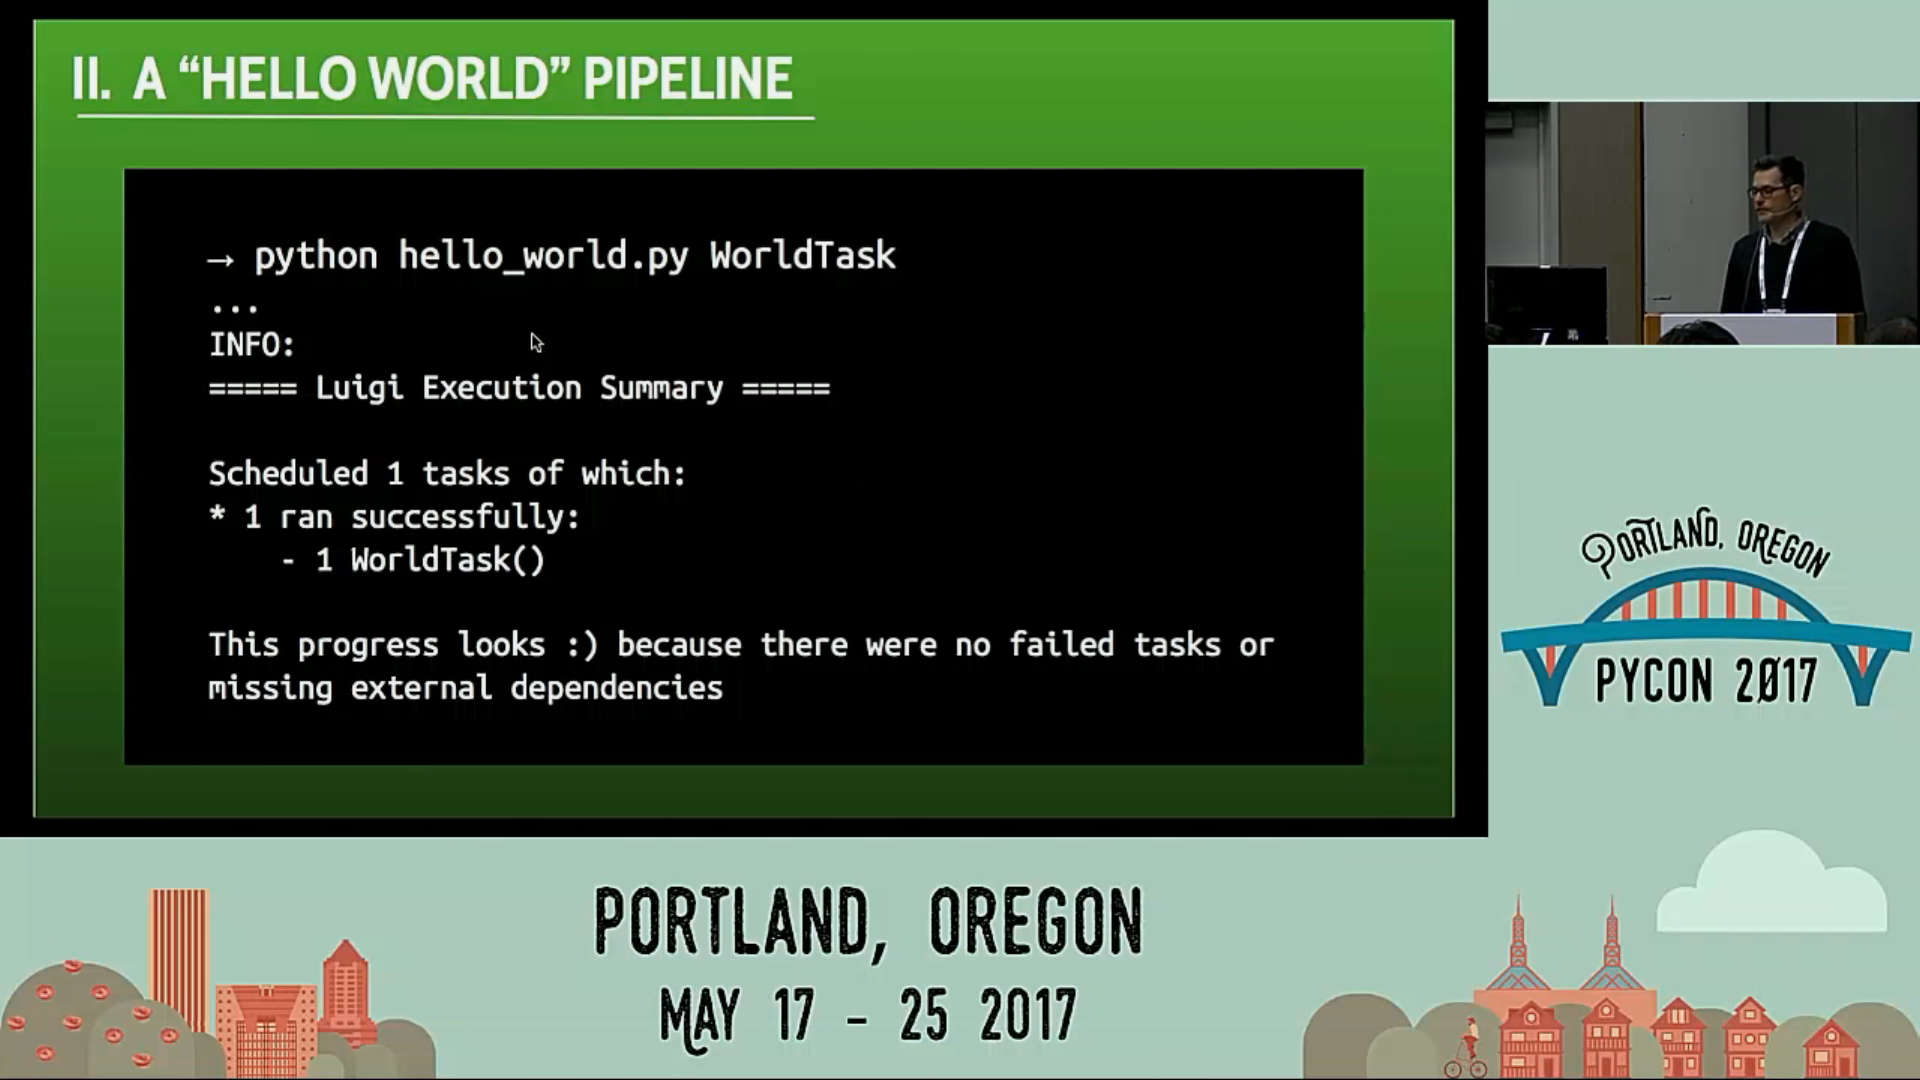 II. A “HELLO WORLD” PIPELINE
→ python hello_world.py WorldTask
...
INFO:
===== Luigi Execution Summary =====
Scheduled 1 tasks of which:
* 1 ran successfully:
- 1 WorldTask()
This progress looks :) because there were no failed tasks or
missing external dependencies
PORTLAND, OREGON
PYCON 2017
PORTLAND, OREGON
MAY 17 - 25 2017